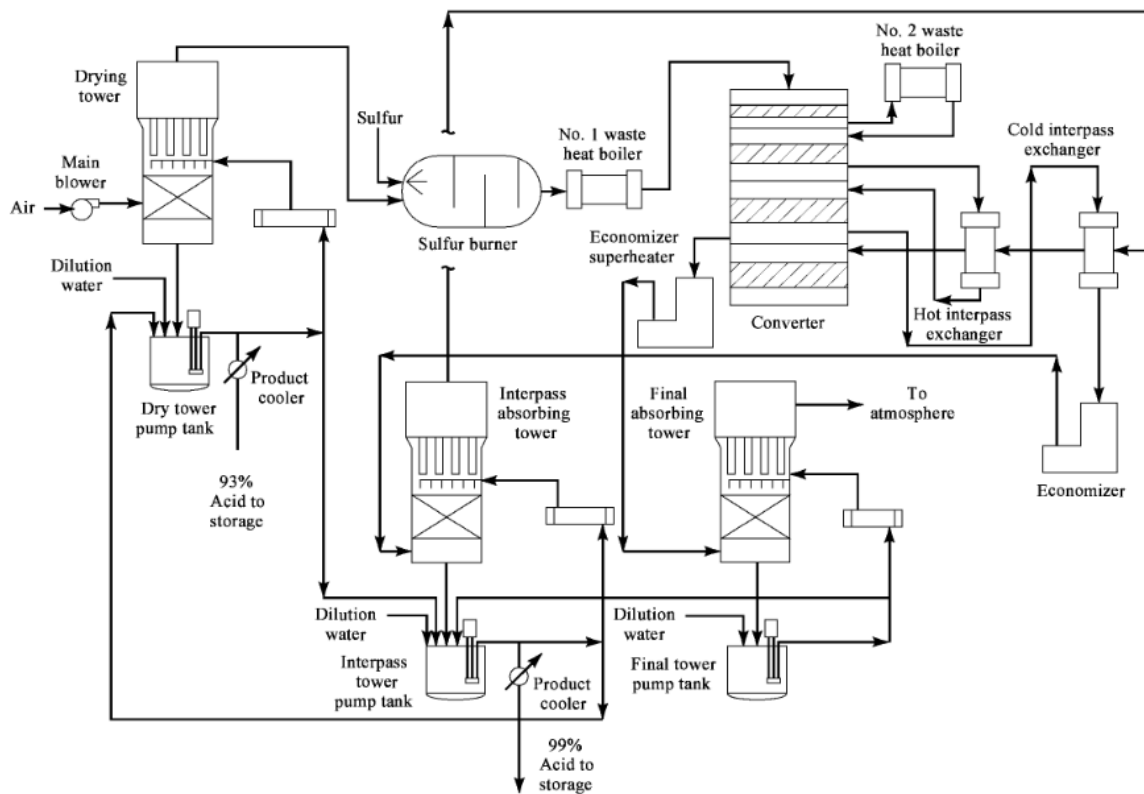 No. 2 waste
heat boiler
Drying
tower
Sulfur
No. 1 waste
heat boiler
Cold interpass
exchanger
Main
blower
Air
Sulfur burner
Economizer
superheater
Dilution
water
Converter
Hot interpass
exchanger
Product
cooler
Dry tower
pump tank
Interpass
absorbing
tower
Final
absorbing
tower
To
atmosphere
93%
Acid to
storage
Economizer
Dilution
water
Dilution
water
Interpass
tower
pump tank
Product
cooler
Final tower
pump tank
99%
Acid to
storage